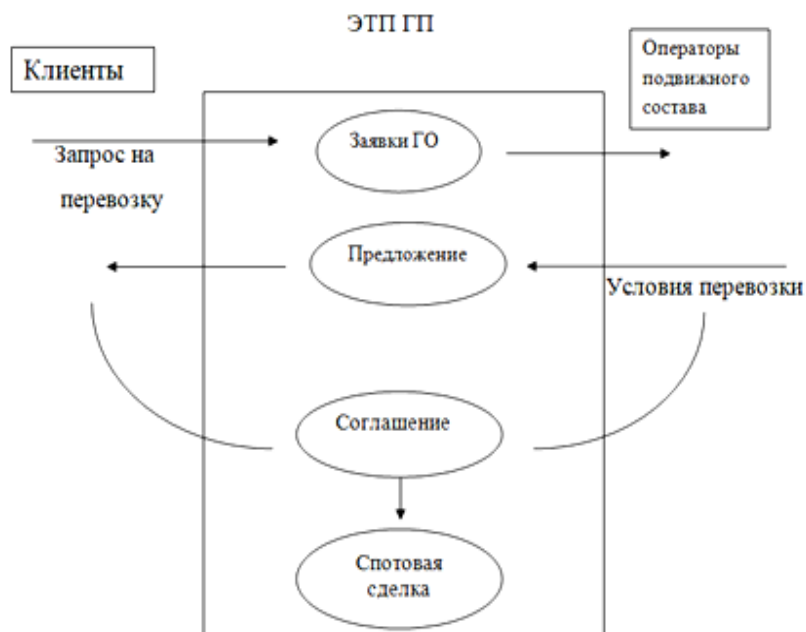 ЭТП ГП
Клиенты
Операторы
подвижного
состава
Заявки ГО
Запрос на
перевозку
Предложение
Условия перевозки
Соглашение
Спотовая
сделка